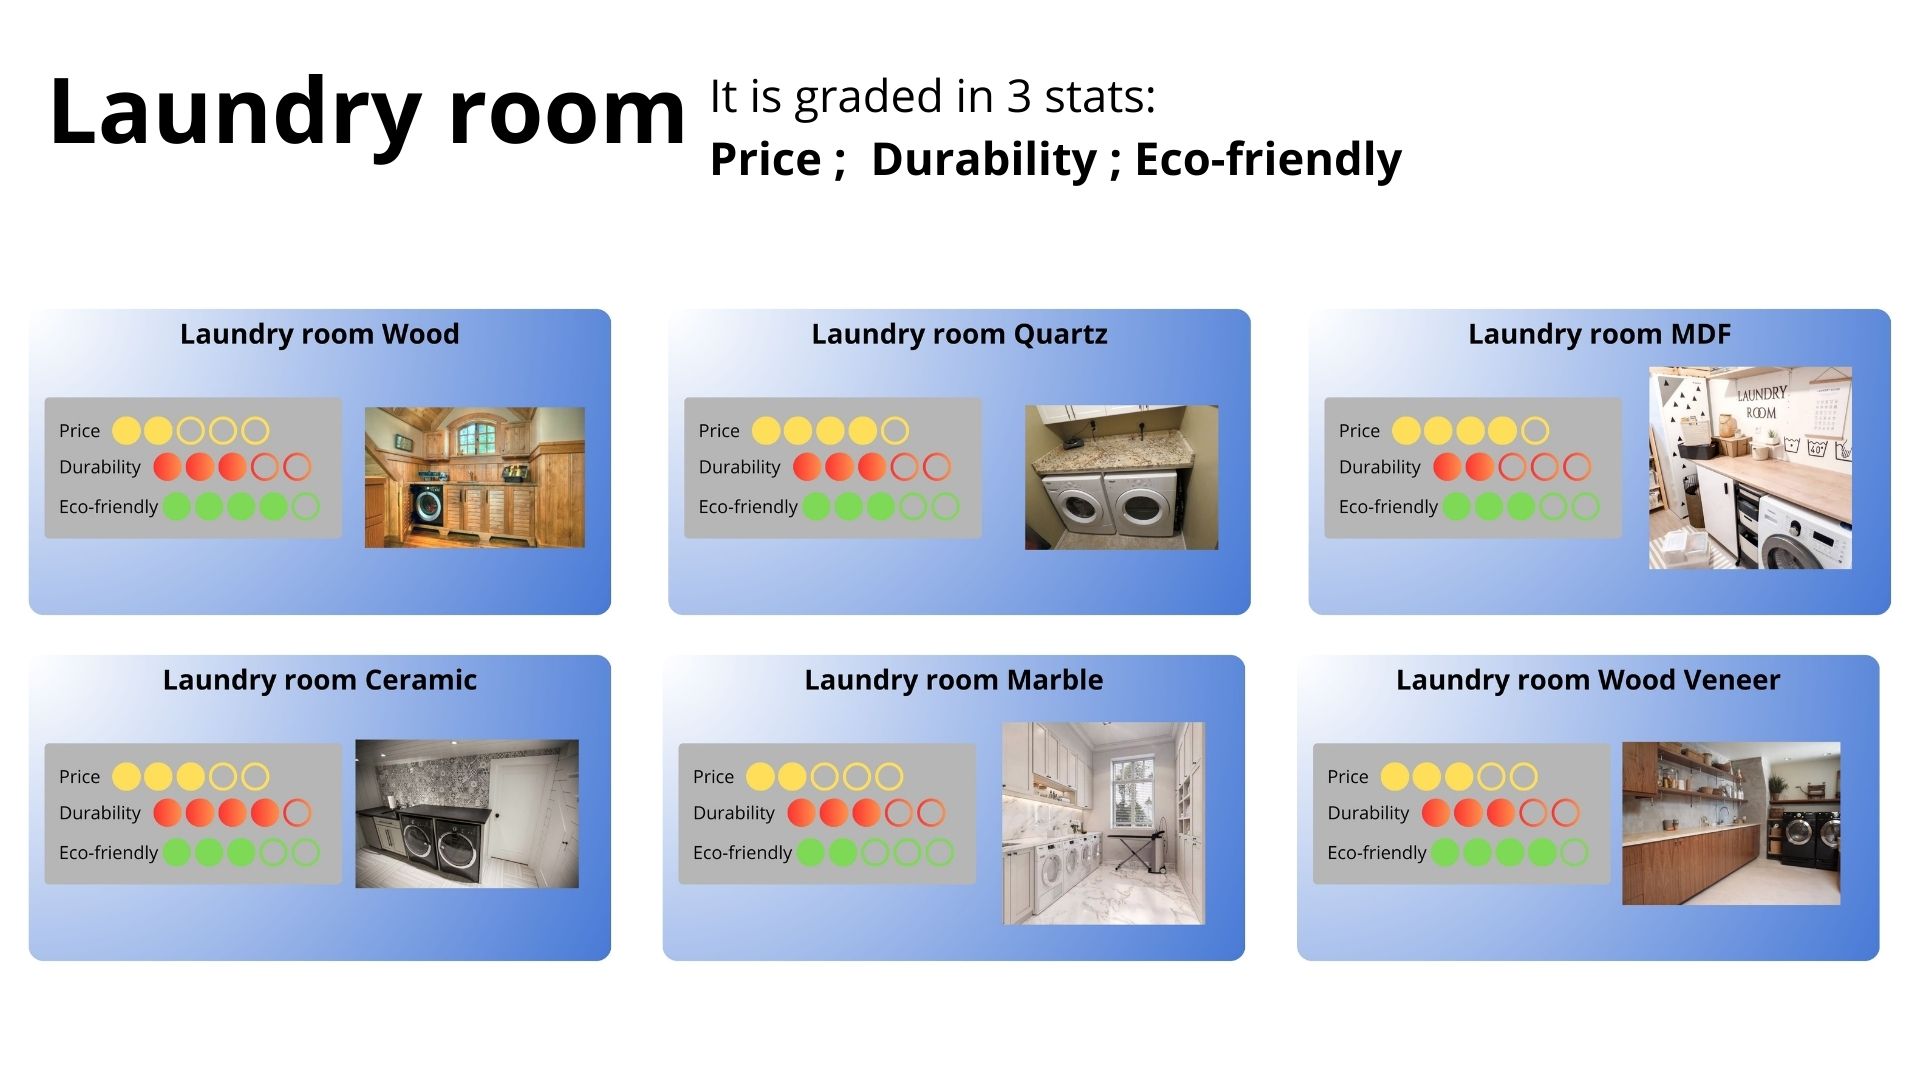 Laundry room
It is graded in 3 stats:
Price ;  Durability ; Eco-friendly
Laundry room Wood
Price
Durability
Eco-friendly
Laundry room Quartz
Price
Durability
Eco-friendly
Laundry room MDF
Price
Durability
Eco-friendly
LAUNDRY
ROOM
40°
Laundry room Ceramic
Price
Durability
Eco-friendly
Laundry room Marble
Price
Durability
Eco-friendly
Laundry room Wood Veneer
Price
Durability
Eco-friendly